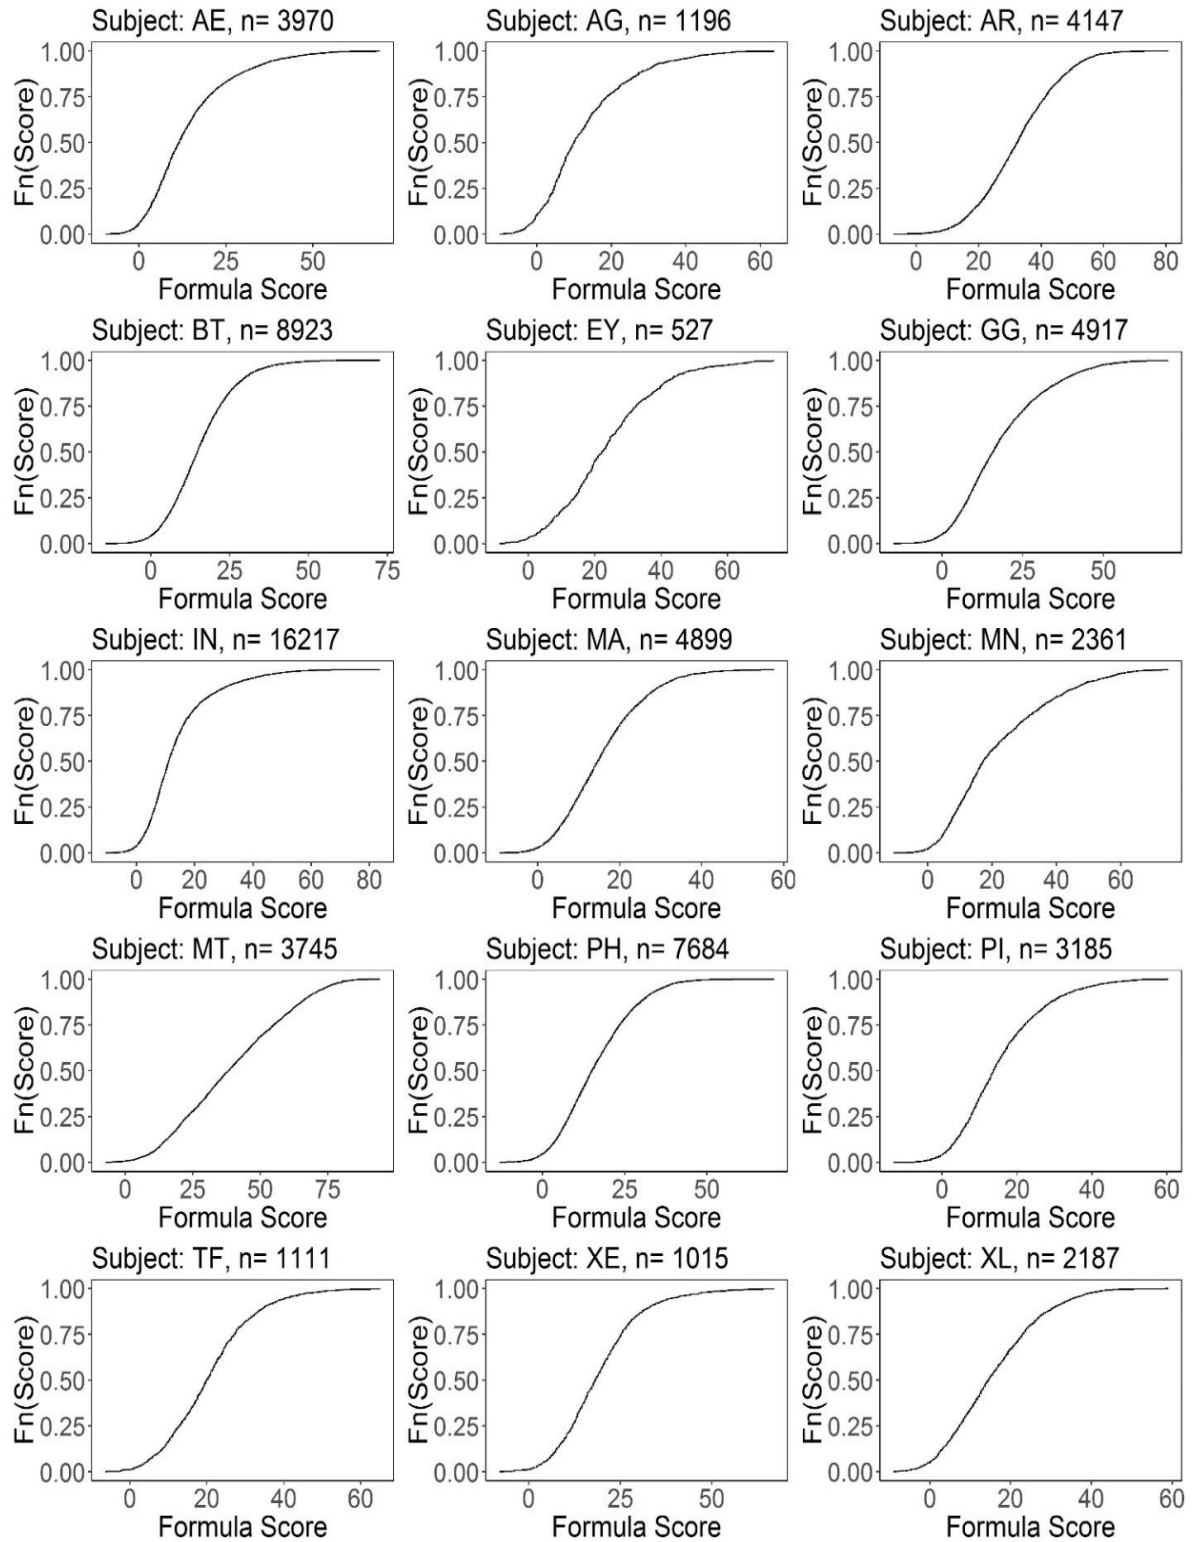 Subject: AE, n= 3970
Subject: AG, n= 1196
Subject: AR, n= 4147
Fn(Score)
1.00
0.75
0.50
0.25
0.00
0 25 50
Formula Score
Fn(Score)
1.00
0.75
0.50
0.25
0.00
0 20 40 60
Formula Score
Fn(Score)
1.00
0.75
0.50
0.25
0.00
0 20 40 60 80
Formula Score
Subject: BT, n= 8923
Subject: EY, n= 527
Subject: GG, n= 4917
Fn(Score)
1.00
0.75
0.50
0.25
0.00
0 25 50 75
Formula Score
Fn(Score)
1.00
0.75
0.50
0.25
0.00
0 20 40 60
Formula Score
Fn(Score)
1.00
0.75
0.50
0.25
0.00
0 25 50
Formula Score
Subject: IN, n= 16217
Subject: MA, n= 4899
Subject: MN, n= 2361
Fn(Score)
1.00
0.75
0.50
0.25
0.00
0 20 40 60 80
Formula Score
Fn(Score)
1.00
0.75
0.50
0.25
0.00
0 20 40 60
Formula Score
Fn(Score)
1.00
0.75
0.50
0.25
0.00
0 20 40 60
Formula Score
Subject: MT, n= 3745
Subject: PH, n= 7684
Subject: PI, n= 3185
Fn(Score)
1.00
0.75
0.50
0.25
0.00
0 25 50 75
Formula Score
Fn(Score)
1.00
0.75
0.50
0.25
0.00
0 25 50
Formula Score
Fn(Score)
1.00
0.75
0.50
0.25
0.00
0 20 40 60
Formula Score
Subject: TF, n= 1111
Subject: XE, n= 1015
Subject: XL, n= 2187
Fn(Score)
1.00
0.75
0.50
0.25
0.00
0 20 40 60
Formula Score
Fn(Score)
1.00
0.75
0.50
0.25
0.00
0 50
Formula Score
Fn(Score)
1.00
0.75
0.50
0.25
0.00
0 20 40 60
Formula Score